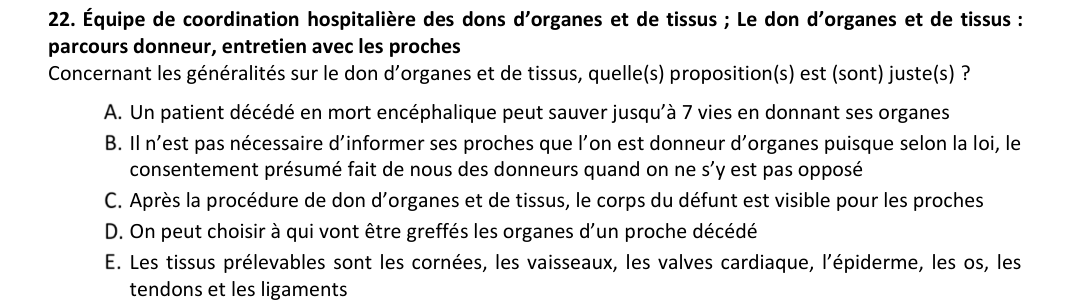 22. Équipe de coordination hospitalière des dons d’organes et de tissus ; Le don d’organes et de tissus :
parcours donneur, entretien avec les proches
Concernant les généralités sur le don d’organes et de tissus, quelle(s) proposition(s) est (sont) juste(s) ?
A. Un patient décédé en mort encéphalique peut sauver jusqu’à 7 vies en donnant ses organes
B. Il n’est pas nécessaire d’informer ses proches que l’on est donneur d’organes puisque selon la loi, le
consentement présumé fait de nous des donneurs quand on ne s’y est pas opposé
C. Après la procédure de don d’organes et de tissus, le corps du défunt est visible pour les proches
D. On peut choisir à qui vont être greffés les organes d’un proche décédé
E. Les tissus prélevables sont les cornées, les vaisseaux, les valves cardiaque, l’épiderme, les os, les
tendons et les ligaments